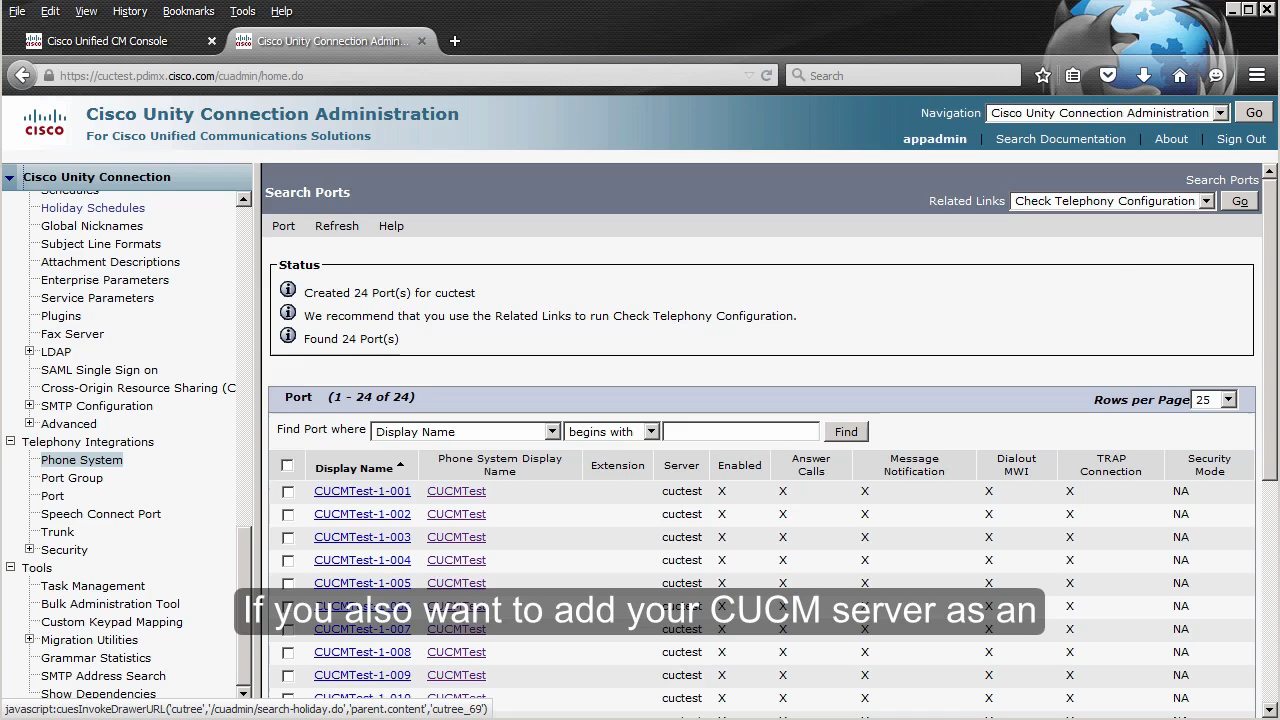 File Edit View History Bookmarks Tools Help
Cisco Unified CM Console
Cisco Unity Connection Admin...
https://cuctest.pdimx.cisco.com/cuadmin/home.do
Search
CISCO
Cisco Unity Connection Administration
For Cisco Unified Communications Solutions
Navigation Cisco Unity Connection Administration Go
appadmin | Search Documentation | About | Sign Out
Cisco Unity Connection
Schedules
Holiday Schedules
Global Nicknames
Subject Line Formats
Attachment Descriptions
Enterprise Parameters
Service Parameters
Plugins
Fax Server
LDAP
SAML Single Sign on
Cross-Origin Resource Sharing (C
SMTP Configuration
Advanced
Telephony Integrations
Phone System
Port Group
Port
Speech Connect Port
Trunk
Security
Tools
Task Management
Bulk Administration Tool
Custom Keypad Mapping
Migration Utilities
Grammar Statistics
SMTP Address Search
Show Dependencies
javascript:cuesInvokeDrawerURL('cutree','/cuadmin/search-holiday.do','parent.content','cutree_69')
Search Ports
Search Ports
Related Links Check Telephony Configuration Go
Port Refresh Help
Status
Created 24 Port(s) for cuctest
We recommend that you use the Related Links to run Check Telephony Configuration.
Found 24 Port(s)
Port (1 - 24 of 24)
Rows per Page 25
Find Port where Display Name begins with Find
Display Name Phone System Display Name Extension Server Enabled Answer Calls Message Notification Dialout MWI TRAP Connection Security Mode
CUCMTest-1-001 CUCMTest cuctest X X X X X NA
CUCMTest-1-002 CUCMTest cuctest X X X X X NA
CUCMTest-1-003 CUCMTest cuctest X X X X X NA
CUCMTest-1-004 CUCMTest cuctest X X X X X NA
CUCMTest-1-005 CUCMTest cuctest X X X X X NA
If you also want to add your CUCM server as an
X NA
CUCMTest-1-007 CUCMTest cuctest X X X X X NA
CUCMTest-1-008 CUCMTest cuctest X X X X X NA
CUCMTest-1-009 CUCMTest cuctest X X X X X NA
CUCMTest-1-010 CUCMTest cuctest X X X X X NA